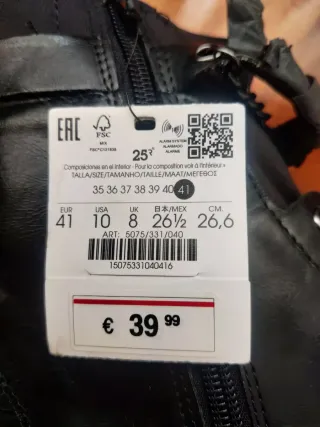 EAC
FSC
MIX
25
ALARMADO
ALARME
Composiciones en el interior · Pour la composition voir à l'intérieur
TALLA/SIZE/TAMANHO/TAILLE/MAAT/ΜΕΓΕΘΟΣ
35 36 37 38 39 40 41
EUR USA UK 日本/MEX CM.
41 10 8 26½ 26,6
ART: 5075/331/040
15075331040416
€ 39 99